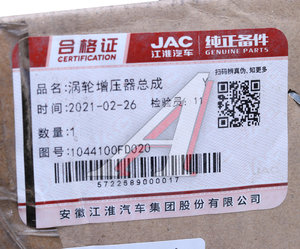 合格证
CERTIFICATION
JAC
江淮汽车
纯正备件
GENUINE PARTS
品名:涡轮增压器总成
扫码辨真伪,知更多
时间:2021-02-26 检验员: 11
数量:1
图号:1044100FD020
5722689000017
安徽江淮汽车集团股份有限公司